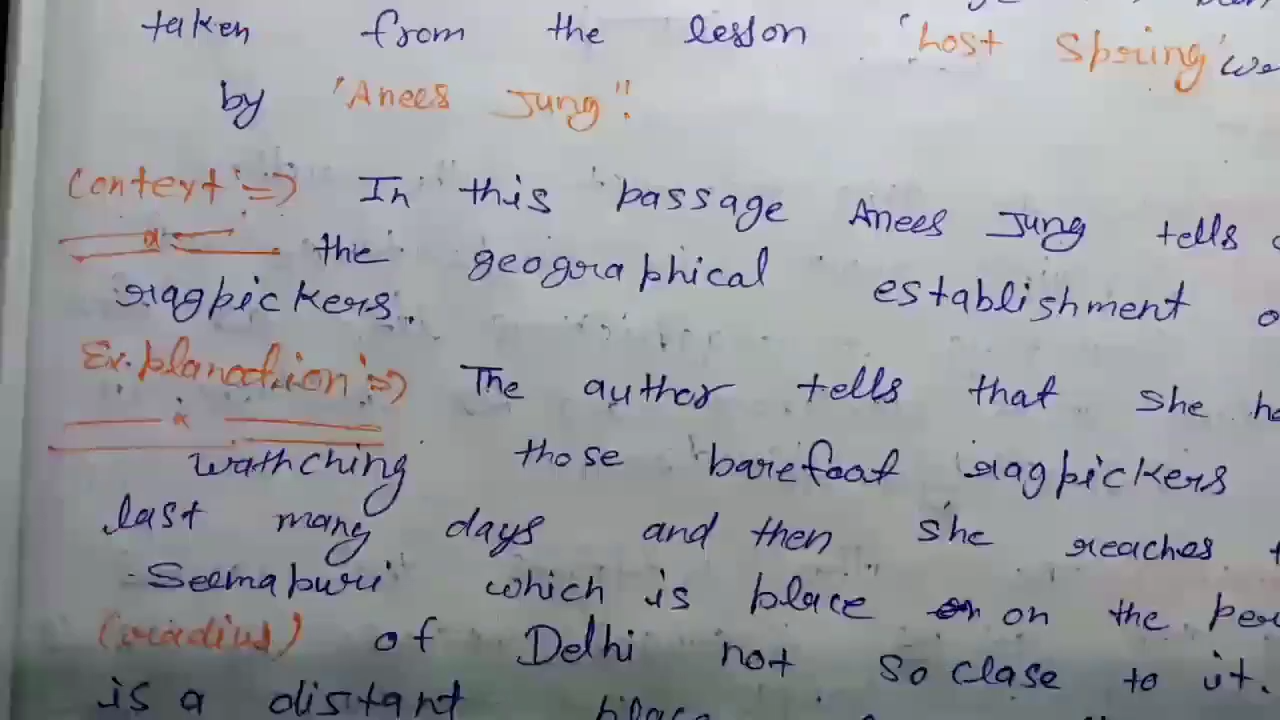 taken from the lesson 'Lost Spring'
by "Anees Jung".
Context => In this passage Anees Jung tells
the geographical establishment
ragpickers.
Explanation => The author tells that she
wathching those barefoot ragpickers
last many days and then she reaches
Seemapuri which is place on the
(radius) of Delhi not so close to it.
is a distant place